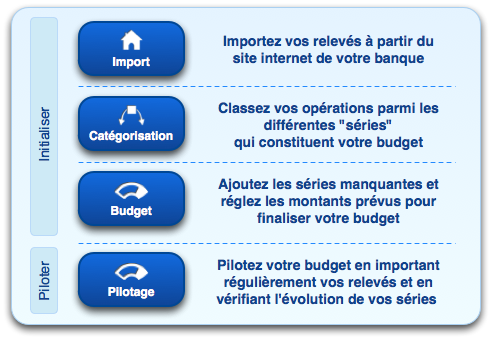 Initialiser
Import
Importez vos relevés à partir du
site internet de votre banque
Catégorisation
Classez vos opérations parmi les
différentes "séries"
qui constituent votre budget
Budget
Ajoutez les séries manquantes et
réglez les montants prévus pour
finaliser votre budget
Piloter
Pilotage
Pilotez votre budget en important
régulièrement vos relevés et en
vérifiant l'évolution de vos séries